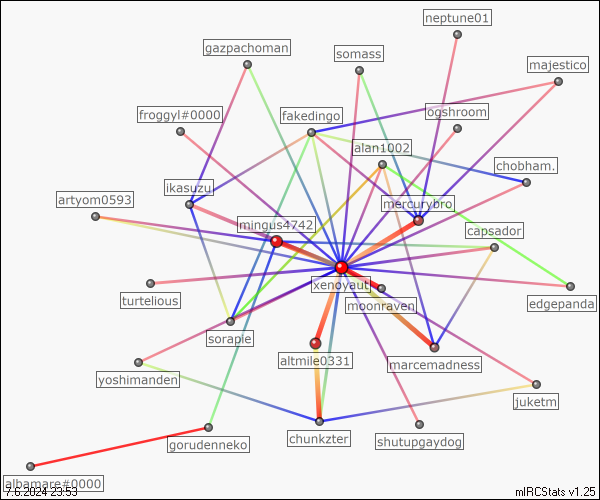 neptune01
gazpachoman
somass
majestico
froggyl#0000
fakedingo
ogshroom
alan1002
chobham.
ikasuzu
artyom0593
mercurybro
mingus4742
capsador
xenoyaut
turtelious
moonraven
edgepanda
soraple
altmile0331
marcemadness
yoshimanden
juketm
gorudenneko
chunkzter
shutupgaydog
albamare#0000
7.6.2024 23:53
mIRCStats v1.25